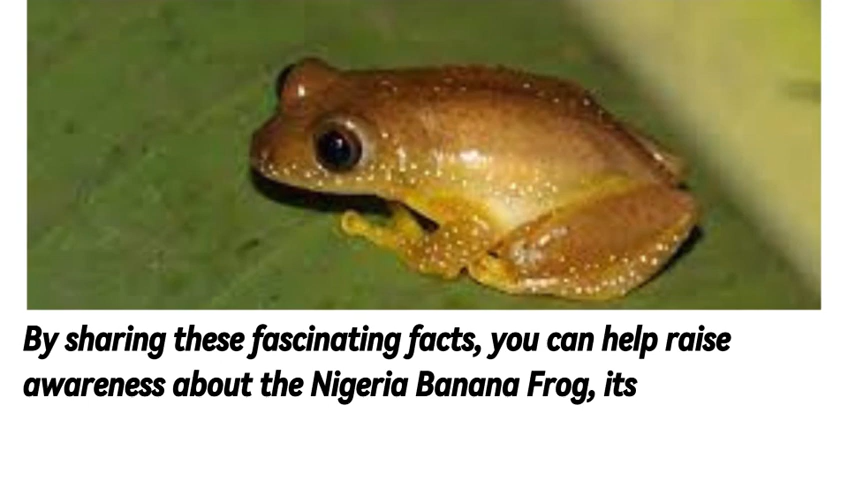 By sharing these fascinating facts, you can help raise
awareness about the Nigeria Banana Frog, its